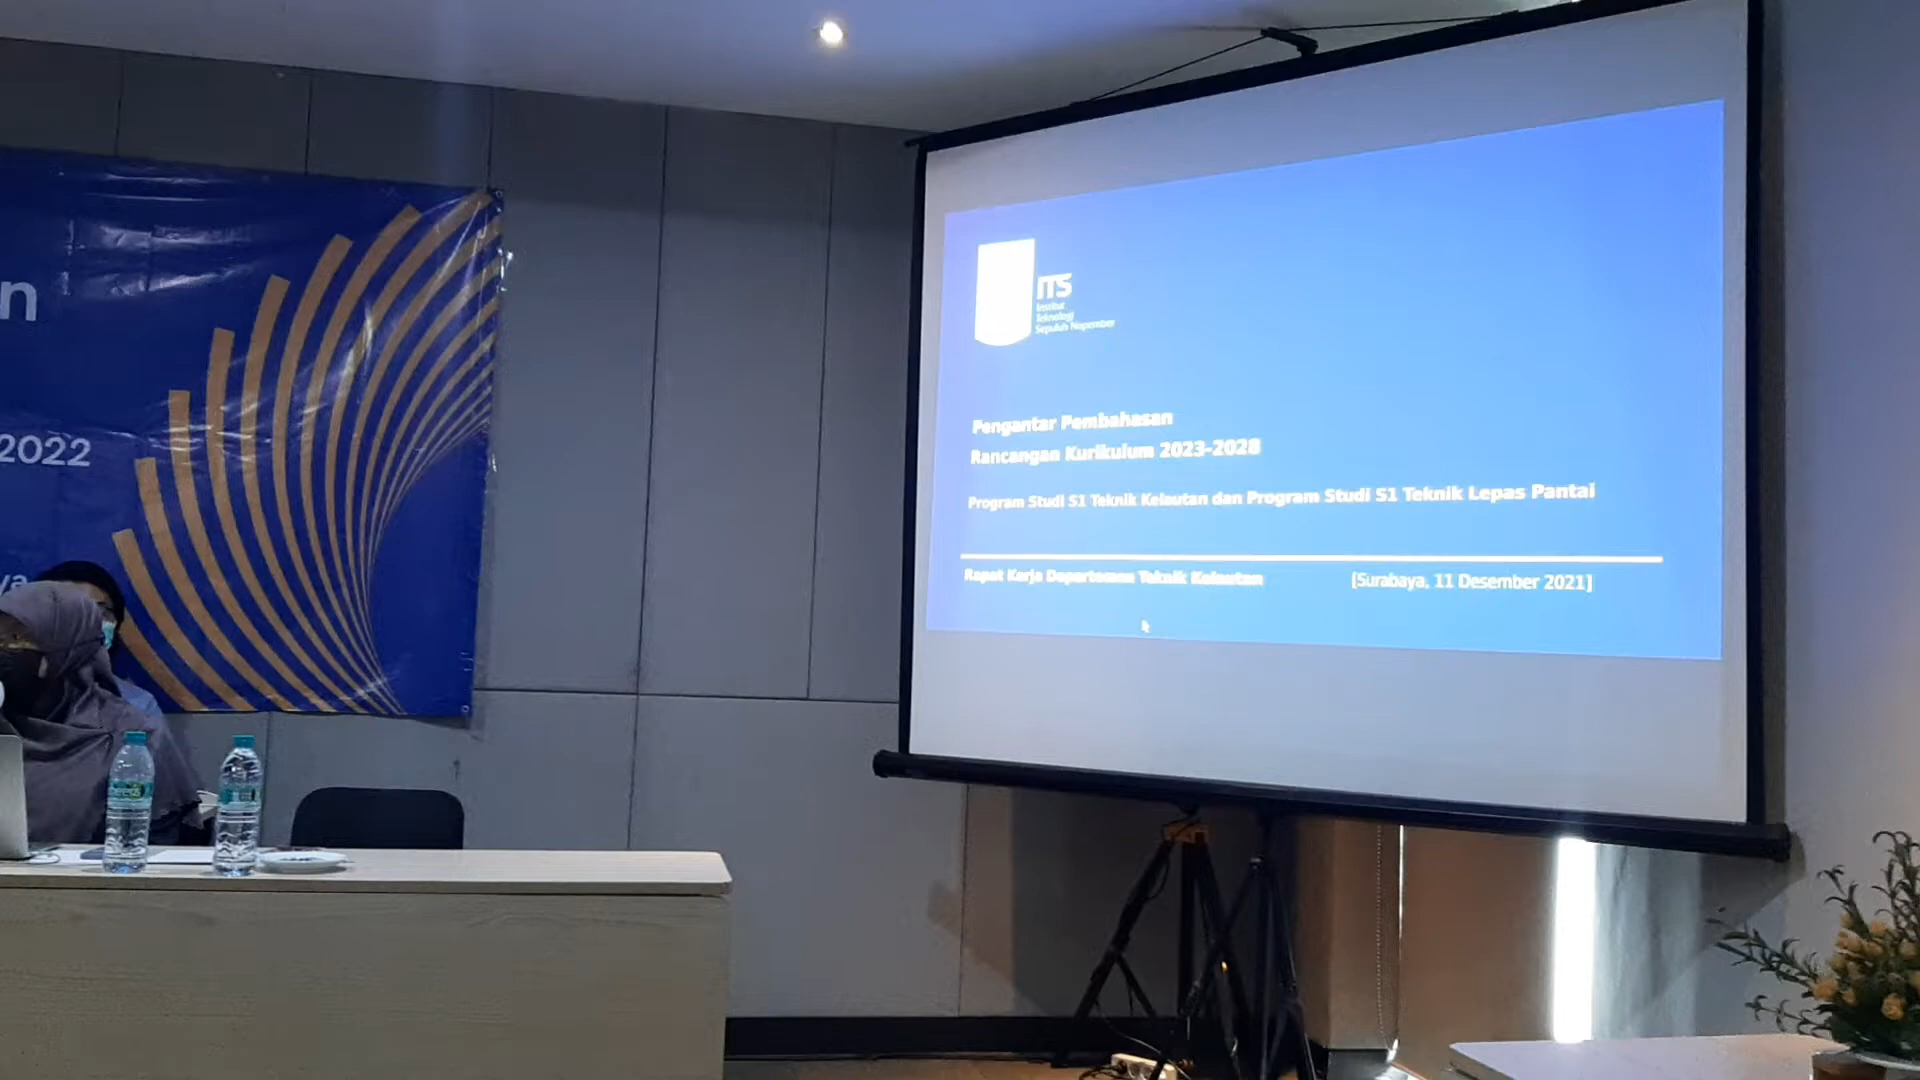 n
2022
ya
ITS
Institut
Teknologi
Sepuluh Nopember
Pengantar Pembahasan
Rancangan Kurikulum 2023-2028
Program Studi S1 Teknik Kelautan dan Program Studi S1 Teknik Lepas Pantai
Rapat Kerja Departemen Teknik Kelautan
[Surabaya, 11 Desember 2021]